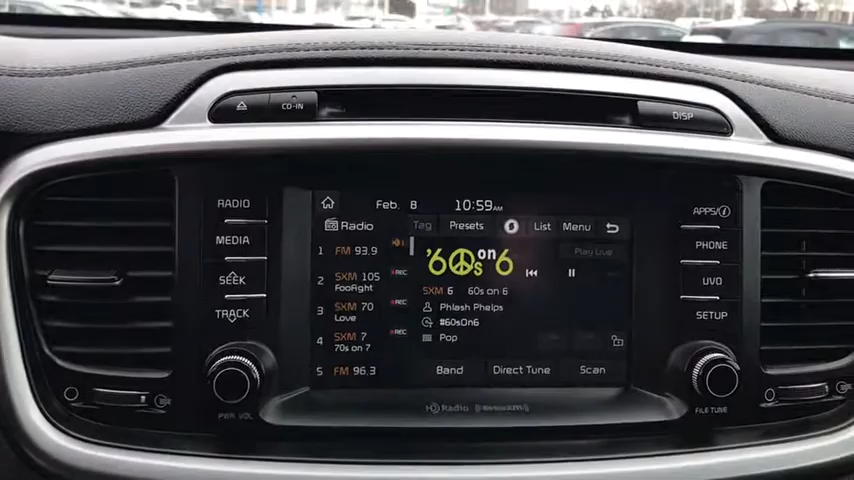 CD-IN
DISP
RADIO
MEDIA
SEEK
TRACK
PWR VOL
Feb. 8 10:59AM
Radio
Tag Presets List Menu
1 FM 93.9
2 SXM 105
Foofight
REC
3 SXM 70
Love
REC
4 SXM 7
70s on 7
REC
5 FM 96.3
'60s on 6
SXM 6 60s on 6
Phlash Phelps
#60sOn6
Pop
Play Live
Band Direct Tune Scan
HD Radio ((SiriusXM))
APPS/i
PHONE
UVO
SETUP
FILE TUNE